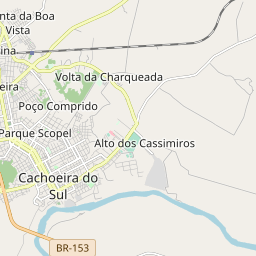 nta da Boa
Vista
ina
Volta da Charqueada
eira
Poço Comprido
Parque Scopel
Alto dos Cassimiros
Cachoeira do
Sul
BR-153